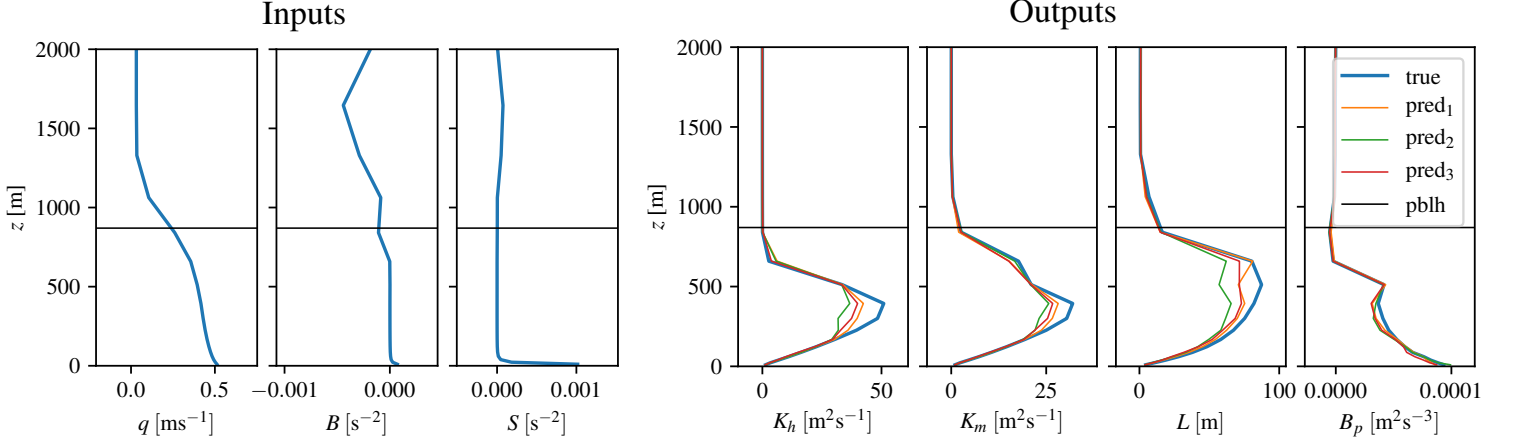 Inputs
Outputs
2000
1500
1000
500
0
z [m]
0.0 0.5
q [ms⁻¹]
−0.001 0.000
B [s⁻²]
0.000 0.001
S [s⁻²]
2000
1500
1000
500
0
z [m]
0 50
K_h [m²s⁻¹]
0 25
K_m [m²s⁻¹]
0 100
L [m]
0.0000 0.0001
B_p [m²s⁻³]
true
pred₁
pred₂
pred₃
pblh